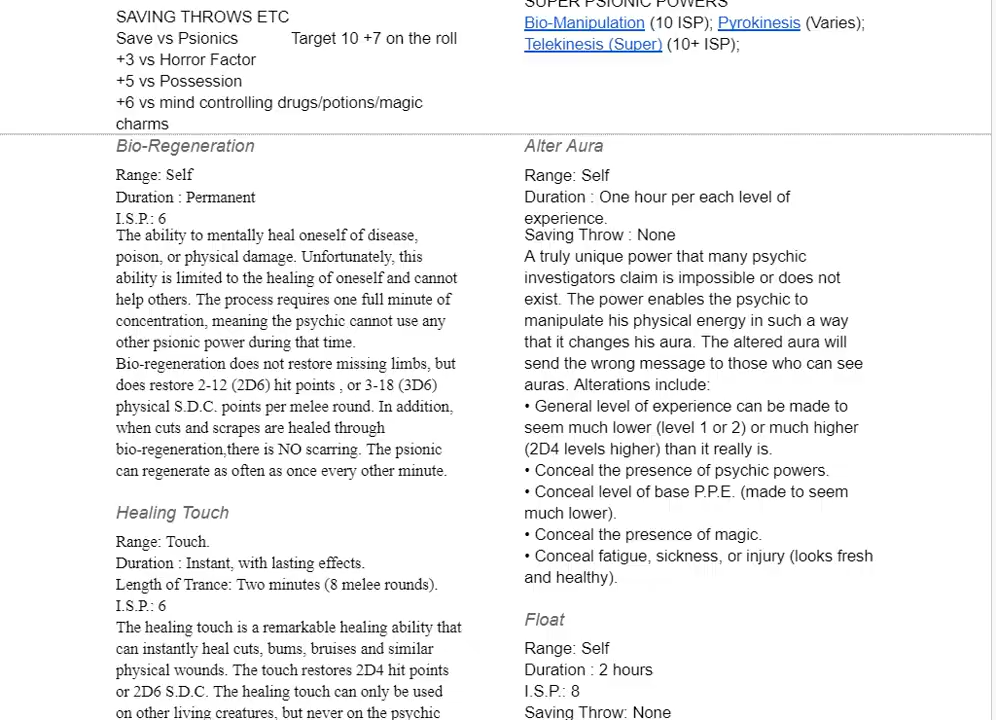 SAVING THROWS ETC
Save vs Psionics Target 10 +7 on the roll
+3 vs Horror Factor
+5 vs Possession
+6 vs mind controlling drugs/potions/magic
charms
Bio-Regeneration
Range: Self
Duration : Permanent
I.S.P.: 6
The ability to mentally heal oneself of disease,
poison, or physical damage. Unfortunately, this
ability is limited to the healing of oneself and cannot
help others. The process requires one full minute of
concentration, meaning the psychic cannot use any
other psionic power during that time.
Bio-regeneration does not restore missing limbs, but
does restore 2-12 (2D6) hit points , or 3-18 (3D6)
physical S.D.C. points per melee round. In addition,
when cuts and scrapes are healed through
bio-regeneration,there is NO scarring. The psionic
can regenerate as often as once every other minute.
Healing Touch
Range: Touch.
Duration : Instant, with lasting effects.
Length of Trance: Two minutes (8 melee rounds).
I.S.P.: 6
The healing touch is a remarkable healing ability that
can instantly heal cuts, bums, bruises and similar
physical wounds. The touch restores 2D4 hit points
or 2D6 S.D.C. The healing touch can only be used
on other living creatures, but never on the psychic
SUPER PSIONIC POWERS
Bio-Manipulation (10 ISP); Pyrokinesis (Varies);
Telekinesis (Super) (10+ ISP);
Alter Aura
Range: Self
Duration : One hour per each level of
experience.
Saving Throw : None
A truly unique power that many psychic
investigators claim is impossible or does not
exist. The power enables the psychic to
manipulate his physical energy in such a way
that it changes his aura. The altered aura will
send the wrong message to those who can see
auras. Alterations include:
• General level of experience can be made to
seem much lower (level 1 or 2) or much higher
(2D4 levels higher) than it really is.
• Conceal the presence of psychic powers.
• Conceal level of base P.P.E. (made to seem
much lower).
• Conceal the presence of magic.
• Conceal fatigue, sickness, or injury (looks fresh
and healthy).
Float
Range: Self
Duration : 2 hours
I.S.P.: 8
Saving Throw: None